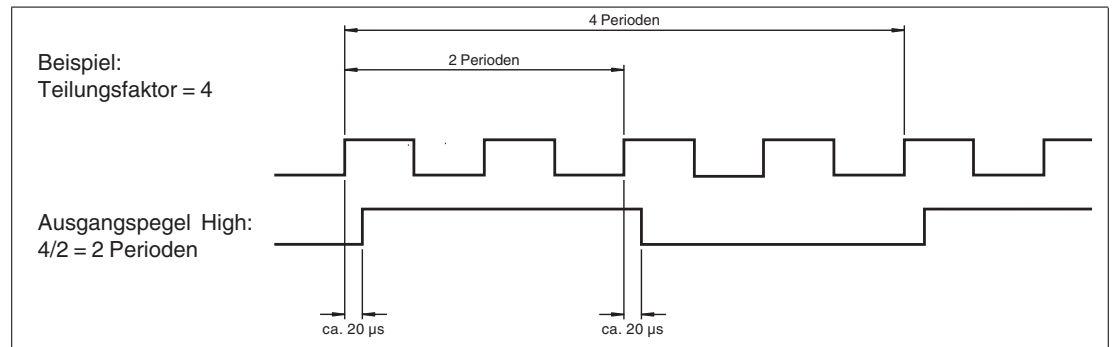 4 Perioden
Beispiel:
Teilungsfaktor = 4
2 Perioden
Ausgangspegel High:
4/2 = 2 Perioden
ca. 20 µs
ca. 20 µs